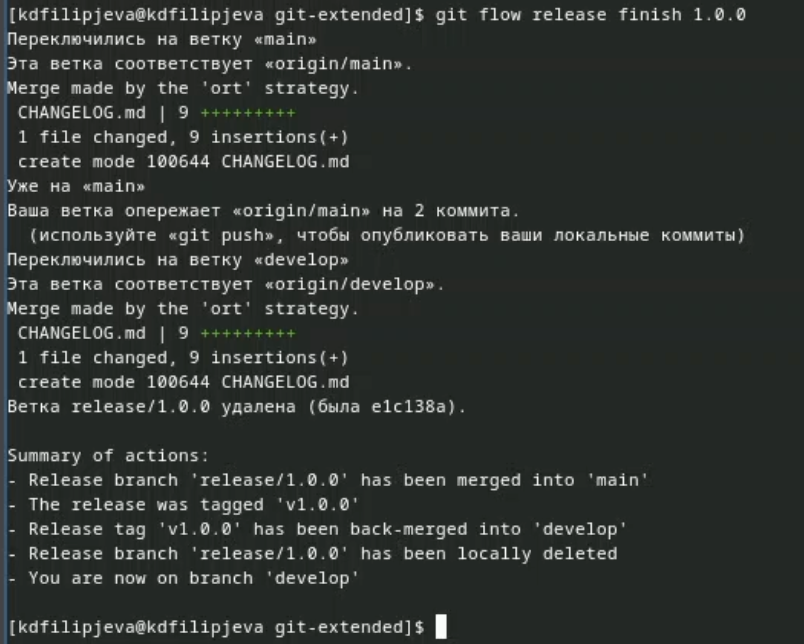 [kdfilipjeva@kdfilipjeva git-extended]$ git flow release finish 1.0.0
Переключились на ветку «main»
Эта ветка соответствует «origin/main».
Merge made by the 'ort' strategy.
 CHANGELOG.md | 9 +++++++++
 1 file changed, 9 insertions(+)
 create mode 100644 CHANGELOG.md
Уже на «main»
Ваша ветка опережает «origin/main» на 2 коммита.
  (используйте «git push», чтобы опубликовать ваши локальные коммиты)
Переключились на ветку «develop»
Эта ветка соответствует «origin/develop».
Merge made by the 'ort' strategy.
 CHANGELOG.md | 9 +++++++++
 1 file changed, 9 insertions(+)
 create mode 100644 CHANGELOG.md
Ветка release/1.0.0 удалена (была e1c138a).

Summary of actions:
- Release branch 'release/1.0.0' has been merged into 'main'
- The release was tagged 'v1.0.0'
- Release tag 'v1.0.0' has been back-merged into 'develop'
- Release branch 'release/1.0.0' has been locally deleted
- You are now on branch 'develop'

[kdfilipjeva@kdfilipjeva git-extended]$